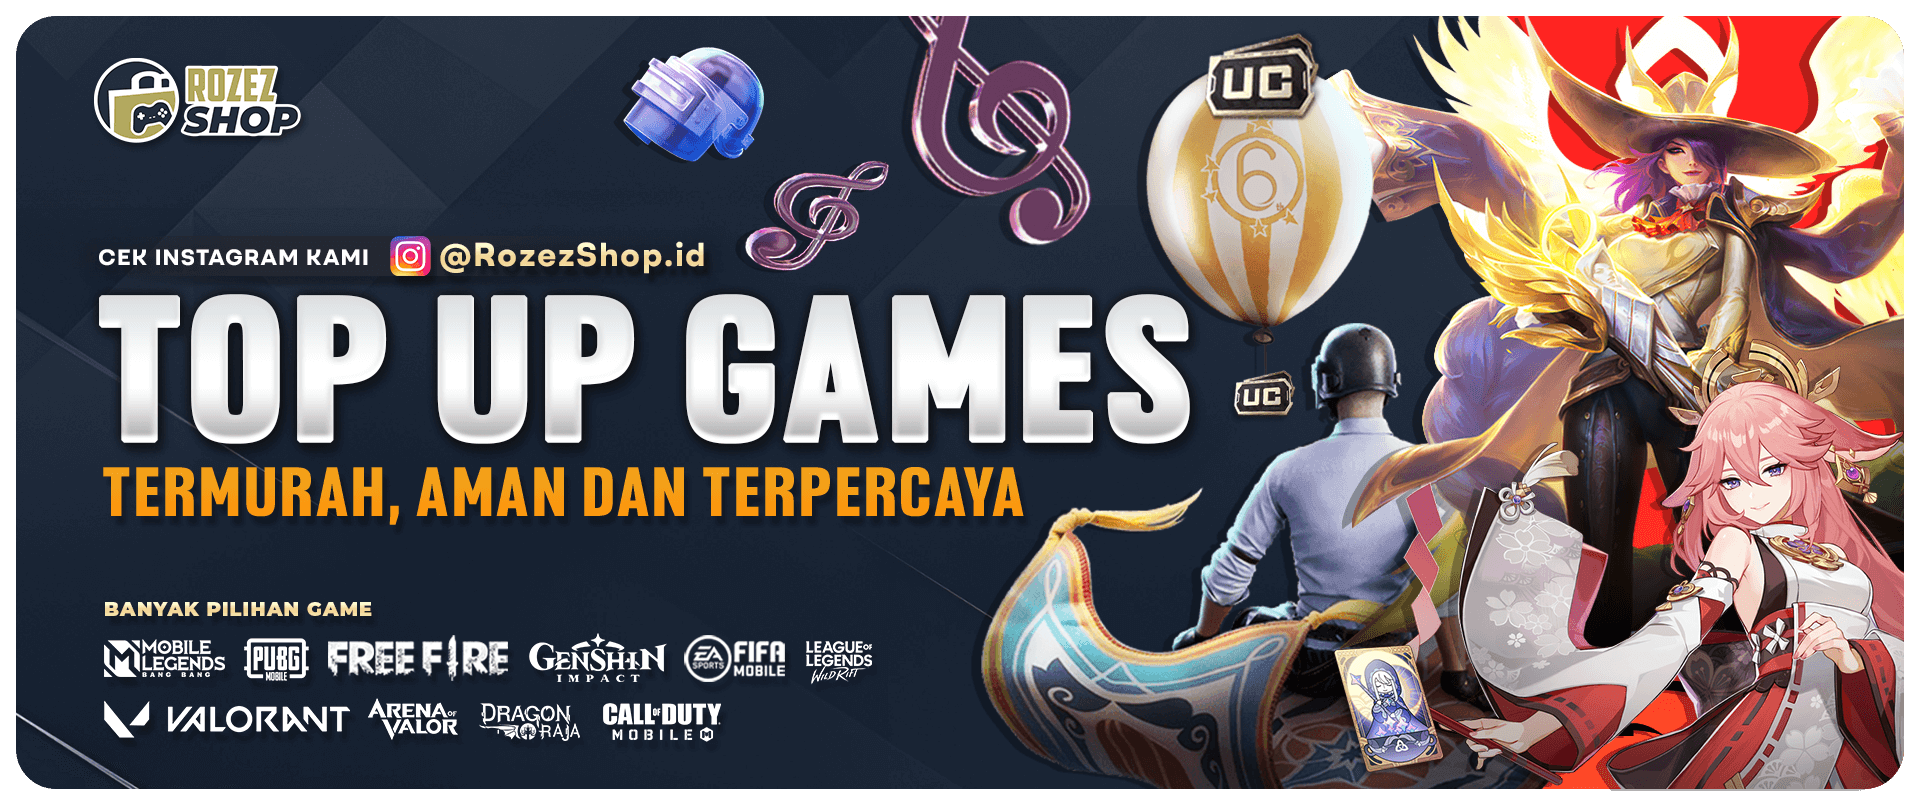 ROZEZ
SHOP
UC
6
CEK INSTAGRAM KAMI @RozezShop.id
TOP UP GAMES
UC
TERMURAH, AMAN DAN TERPERCAYA
BANYAK PILIHAN GAME
MOBILE
LEGENDS
BANG BANG
PUBG
MOBILE
FREE FIRE
GENSHIN
IMPACT
EA
SPORTS
FIFA
MOBILE
LEAGUE OF
LEGENDS
WILD RIFT
VALORANT
ARENA OF
VALOR
DRAGON
RAJA
CALL OF DUTY
MOBILE